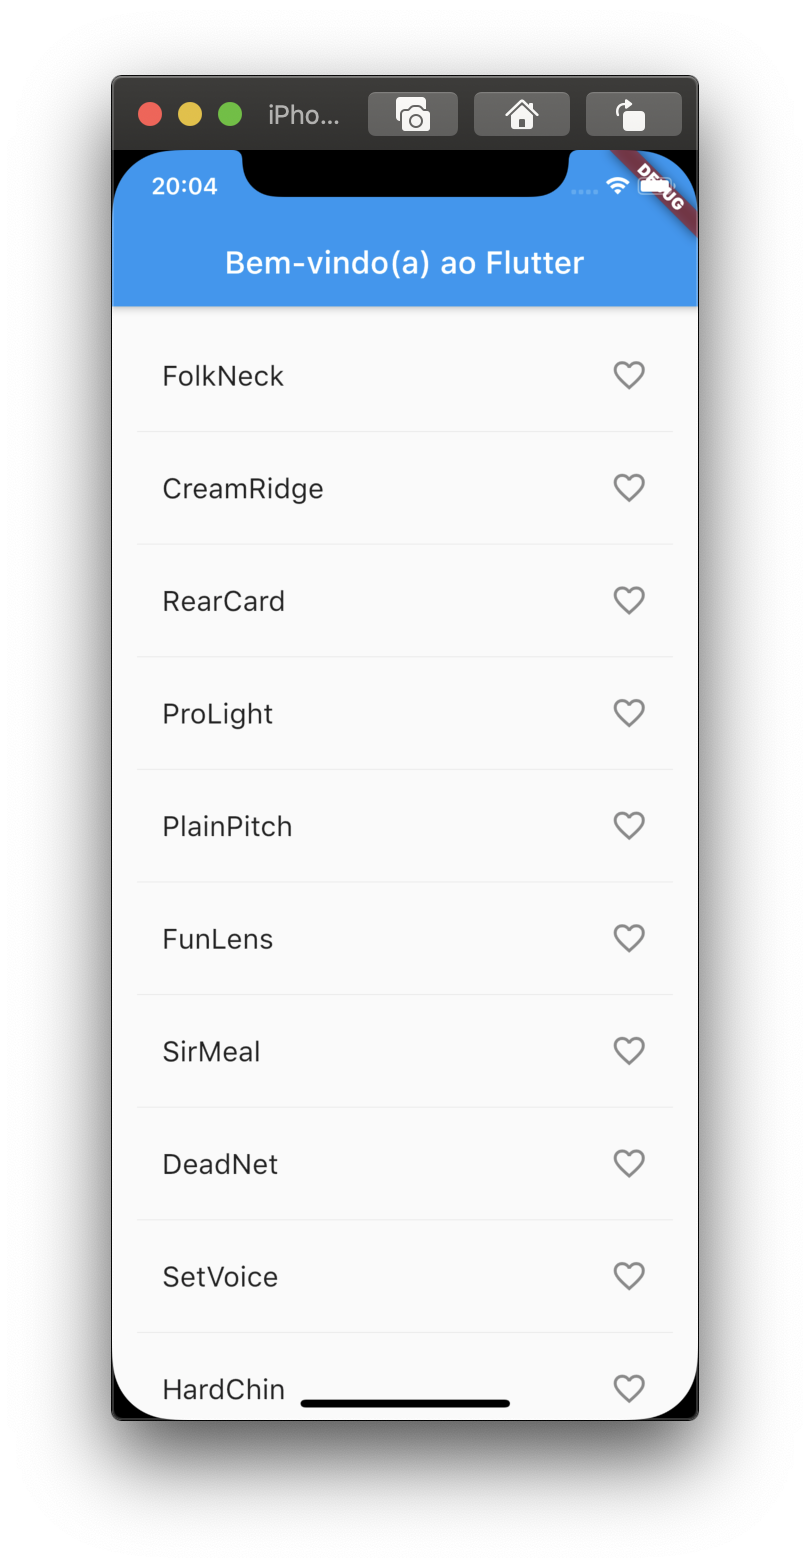 iPho...
20:04
DEBUG
Bem-vindo(a) ao Flutter
FolkNeck
CreamRidge
RearCard
ProLight
PlainPitch
FunLens
SirMeal
DeadNet
SetVoice
HardChin